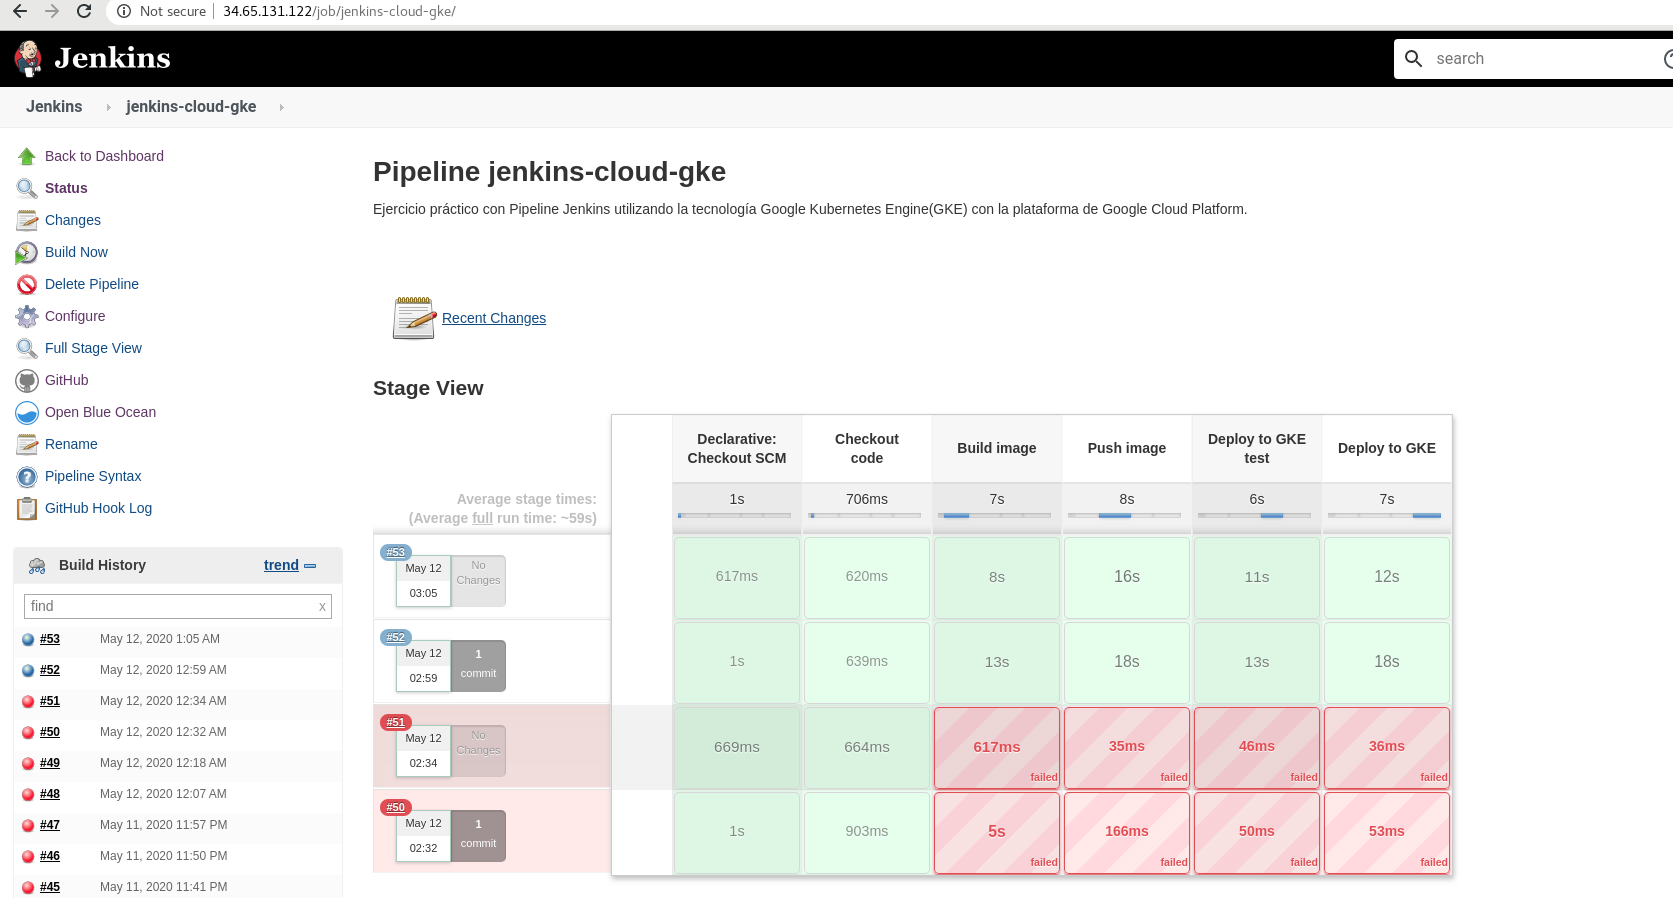 Not secure | 34.65.131.122/job/jenkins-cloud-gke/
Jenkins
search
Jenkins
jenkins-cloud-gke
Back to Dashboard
Status
Changes
Build Now
Delete Pipeline
Configure
Full Stage View
GitHub
Open Blue Ocean
Rename
Pipeline Syntax
GitHub Hook Log
Build History
trend
find
x
#53 May 12, 2020 1:05 AM
#52 May 12, 2020 12:59 AM
#51 May 12, 2020 12:34 AM
#50 May 12, 2020 12:32 AM
#49 May 12, 2020 12:18 AM
#48 May 12, 2020 12:07 AM
#47 May 11, 2020 11:57 PM
#46 May 11, 2020 11:50 PM
#45 May 11, 2020 11:41 PM
Pipeline jenkins-cloud-gke
Ejercicio práctico con Pipeline Jenkins utilizando la tecnología Google Kubernetes Engine(GKE) con la plataforma de Google Cloud Platform.
Recent Changes
Stage View
Declarative:
Checkout SCM
Checkout
code
Build image
Push image
Deploy to GKE
test
Deploy to GKE
Average stage times:
(Average full run time: ~59s)
1s
706ms
7s
8s
6s
7s
#53
May 12
03:05
No
Changes
617ms
620ms
8s
16s
11s
12s
#52
May 12
02:59
1
commit
1s
639ms
13s
18s
13s
18s
#51
May 12
02:34
No
Changes
669ms
664ms
617ms
failed
35ms
failed
46ms
failed
36ms
failed
#50
May 12
02:32
1
commit
1s
903ms
5s
failed
166ms
failed
50ms
failed
53ms
failed